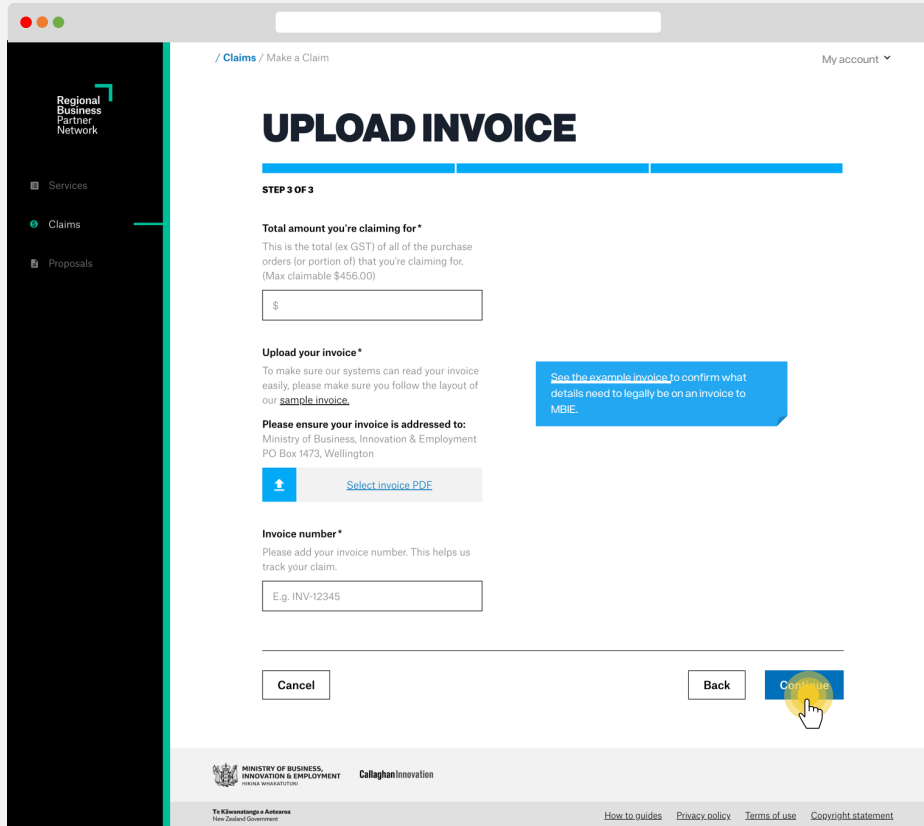 / Claims / Make a Claim
My account
Regional
Business
Partner
Network
Services
Claims
Proposals
UPLOAD INVOICE
STEP 3 OF 3
Total amount you're claiming for*
This is the total (ex GST) of all of the purchase
orders (or portion of) that you're claiming for.
(Max claimable $456.00)
$
Upload your invoice*
To make sure our systems can read your invoice
easily, please make sure you follow the layout of
our sample invoice.
Please ensure your invoice is addressed to:
Ministry of Business, Innovation & Employment
PO Box 1473, Wellington
Select invoice PDF
See the example invoice to confirm what
details need to legally be on an invoice to
MBIE.
Invoice number*
Please add your invoice number. This helps us
track your claim.
E.g. INV-12345
Cancel
Back
Continue
MINISTRY OF BUSINESS,
INNOVATION & EMPLOYMENT
HĪKINA WHAKATUTUKI
CallaghanInnovation
Te Kāwanatanga o Aotearoa
New Zealand Government
How to guides
Privacy policy
Terms of use
Copyright statement